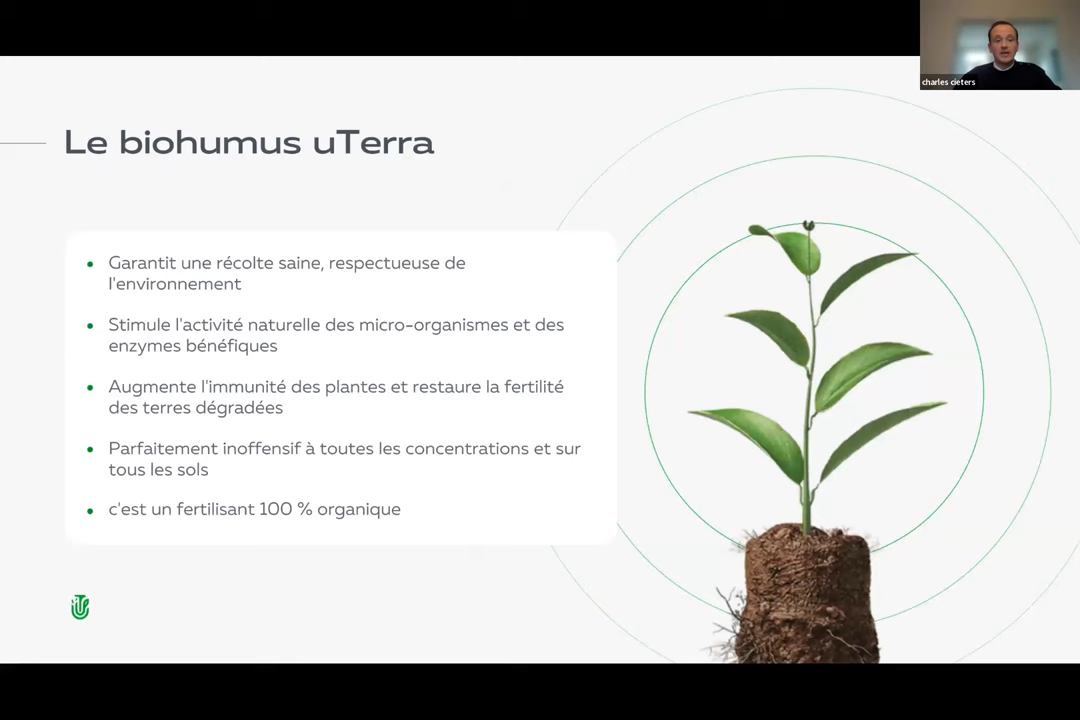 charles cieters
Le biohumus uTerra
• Garantit une récolte saine, respectueuse de
l'environnement
• Stimule l'activité naturelle des micro-organismes et des
enzymes bénéfiques
• Augmente l'immunité des plantes et restaure la fertilité
des terres dégradées
• Parfaitement inoffensif à toutes les concentrations et sur
tous les sols
• c'est un fertilisant 100 % organique